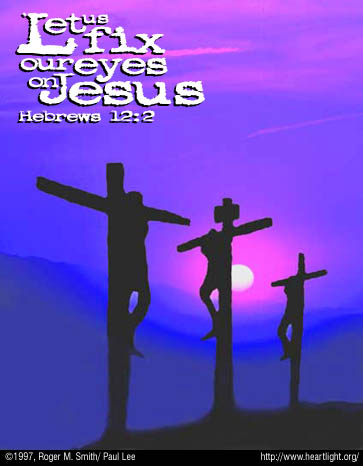 Let us
fix
our eyes
on Jesus
Hebrews 12:2
©1997, Roger M. Smith/ Paul Lee
http://www.heartlight.org/